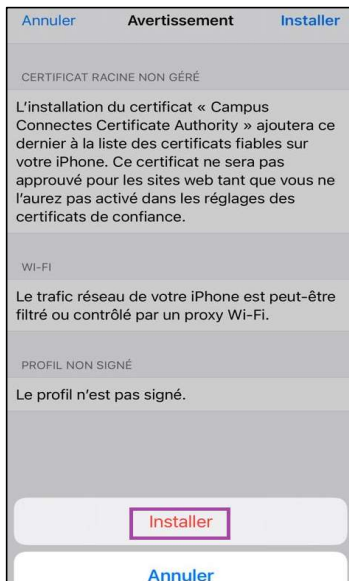 Annuler Avertissement Installer
CERTIFICAT RACINE NON GÉRÉ
L'installation du certificat « Campus
Connectes Certificate Authority » ajoutera ce
dernier à la liste des certificats fiables sur
votre iPhone. Ce certificat ne sera pas
approuvé pour les sites web tant que vous ne
l'aurez pas activé dans les réglages des
certificats de confiance.
WI-FI
Le trafic réseau de votre iPhone est peut-être
filtré ou contrôlé par un proxy Wi-Fi.
PROFIL NON SIGNÉ
Le profil n'est pas signé.
Installer
Annuler